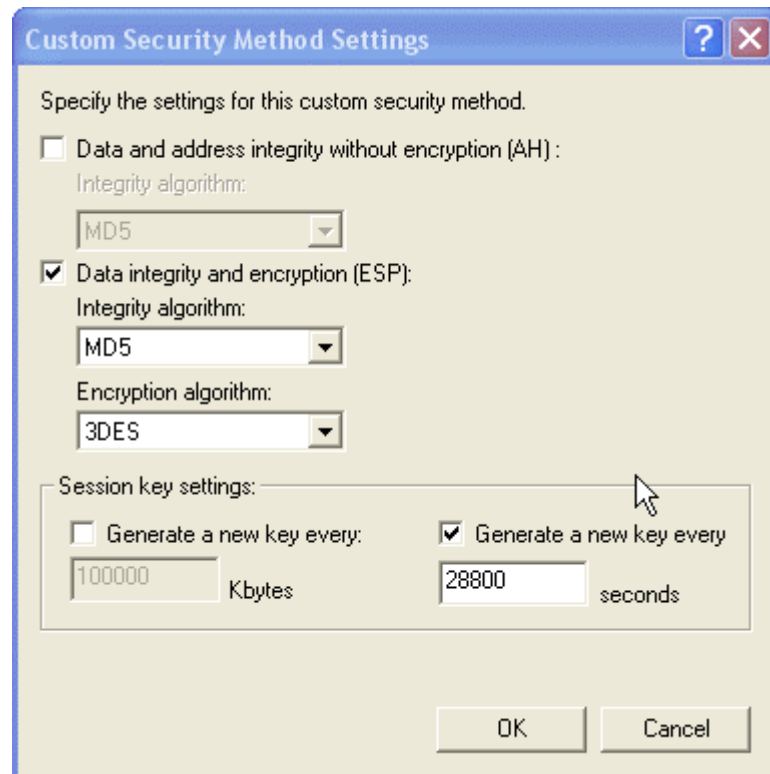 Custom Security Method Settings
Specify the settings for this custom security method.
Data and address integrity without encryption (AH) :
Integrity algorithm:
MD5
Data integrity and encryption (ESP):
Integrity algorithm:
MD5
Encryption algorithm:
3DES
Session key settings:
Generate a new key every:
100000 Kbytes
Generate a new key every
28800 seconds
OK
Cancel